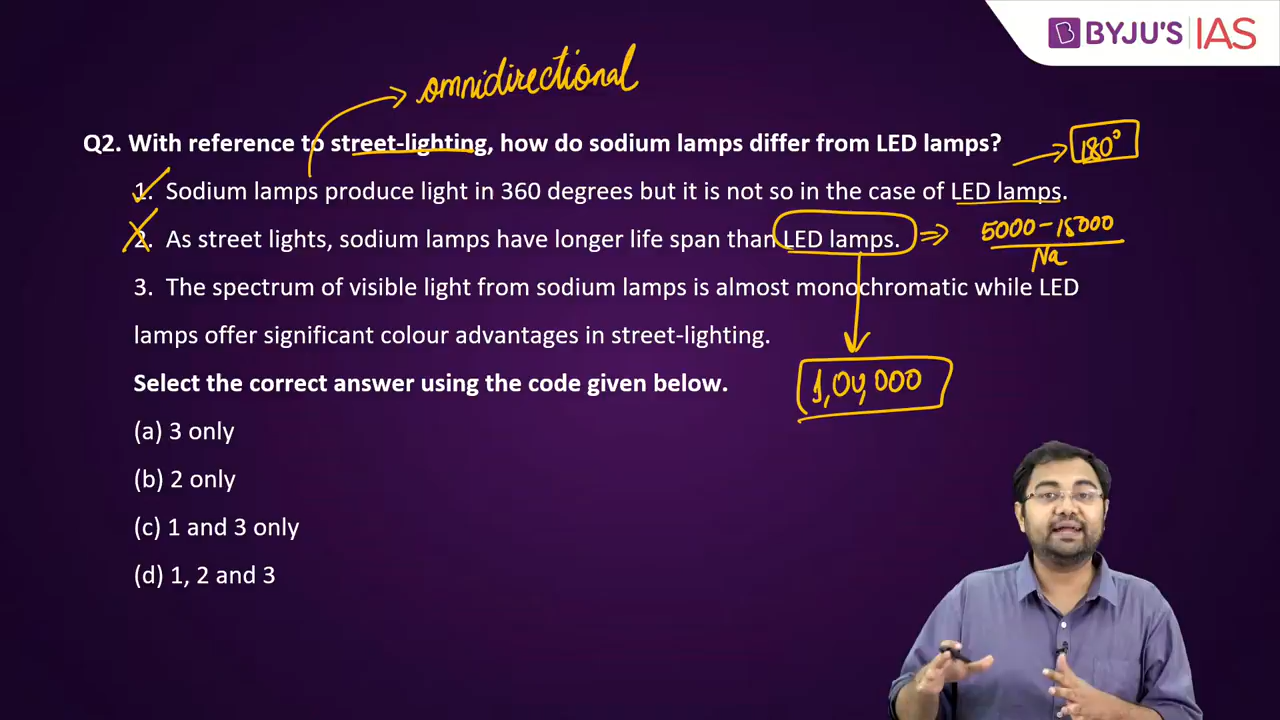 BYJU'S IAS
omnidirectional
Q2. With reference to street-lighting, how do sodium lamps differ from LED lamps?
180°
1. Sodium lamps produce light in 360 degrees but it is not so in the case of LED lamps.
2. As street lights, sodium lamps have longer life span than LED lamps.
5000-15000
Na
3. The spectrum of visible light from sodium lamps is almost monochromatic while LED
lamps offer significant colour advantages in street-lighting.
Select the correct answer using the code given below.
1,04,000
(a) 3 only
(b) 2 only
(c) 1 and 3 only
(d) 1, 2 and 3